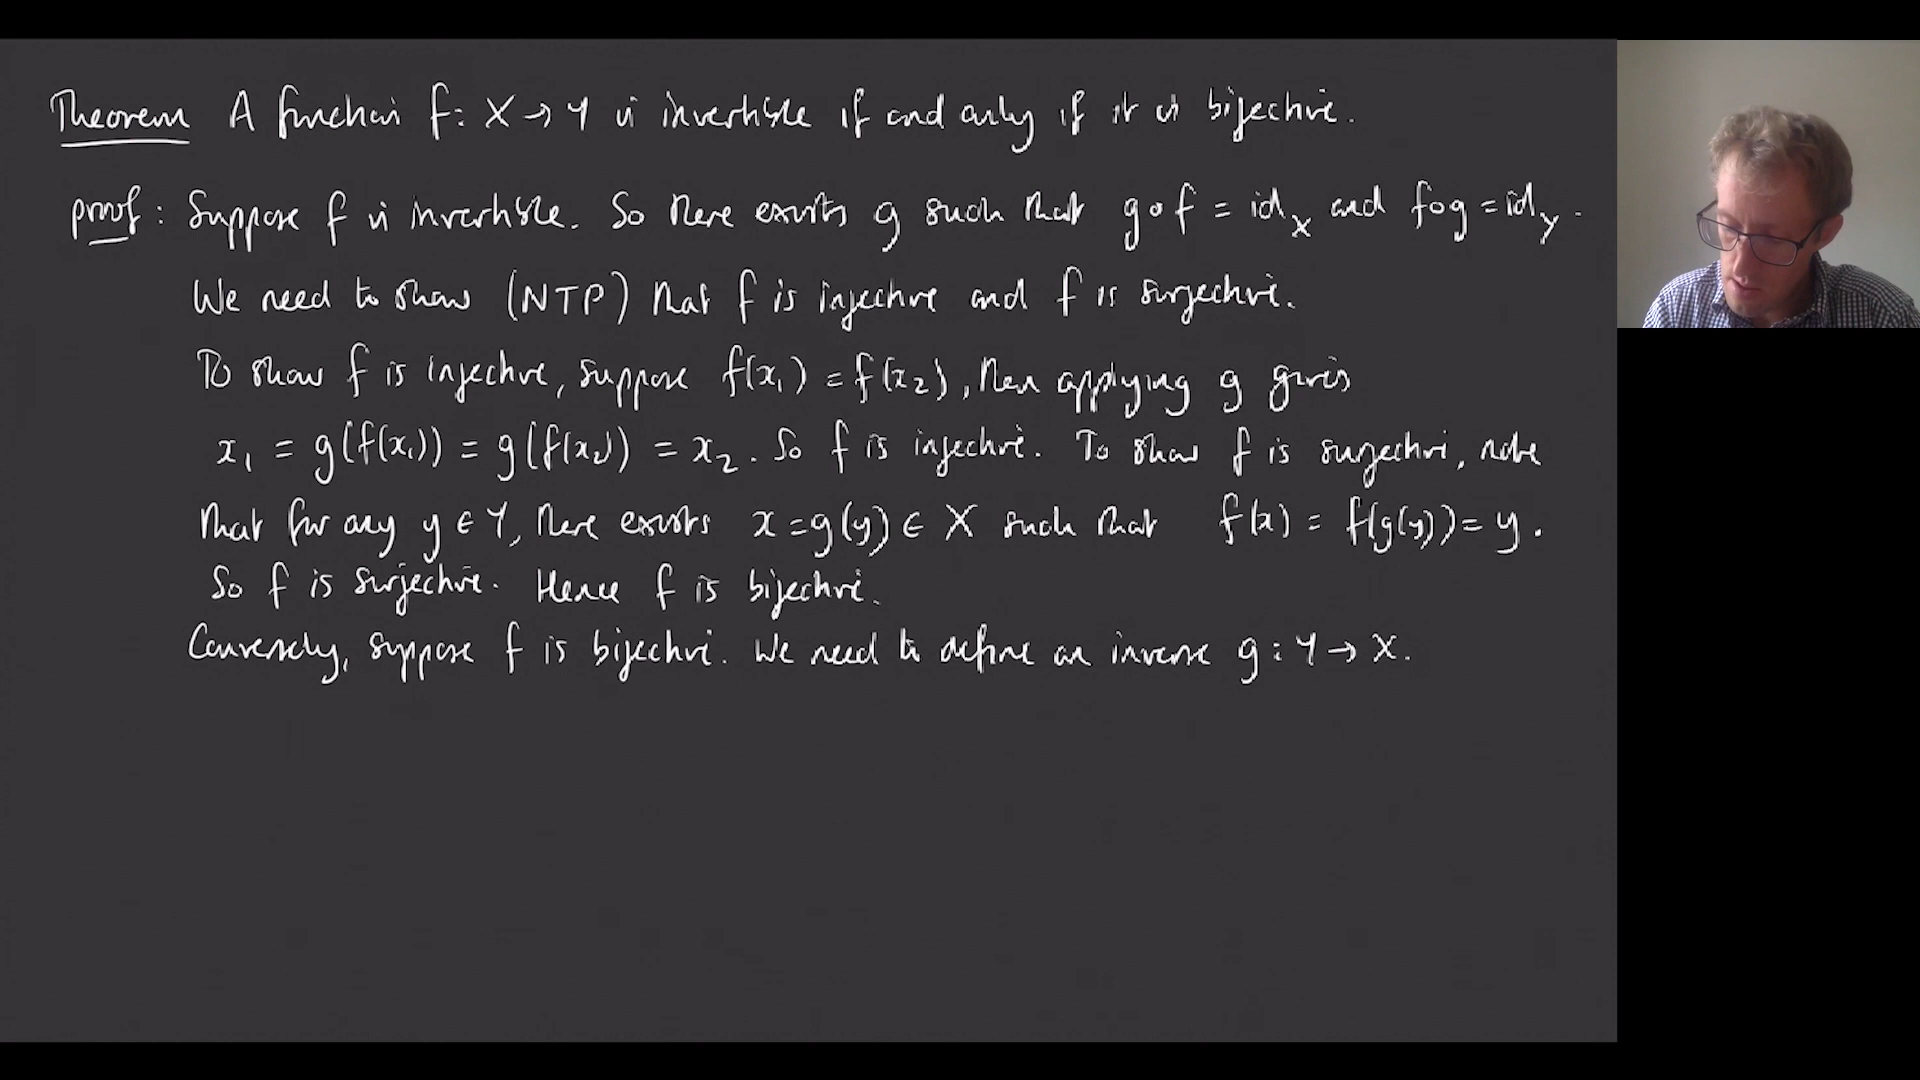 Theorem A function f: X → Y is invertible if and only if it is bijective.
proof: Suppose f is invertible. So there exists g such that g∘f = id_X and f∘g = id_Y.
We need to show (NTP) that f is injective and f is surjective.
To show f is injective, suppose f(x₁) = f(x₂), then applying g gives
x₁ = g(f(x₁)) = g(f(x₂)) = x₂. So f is injective. To show f is surjective, note
that for any y ∈ Y, there exists x = g(y) ∈ X such that f(x) = f(g(y)) = y.
So f is surjective. Hence f is bijective.
Conversely, suppose f is bijective. We need to define an inverse g: Y → X.